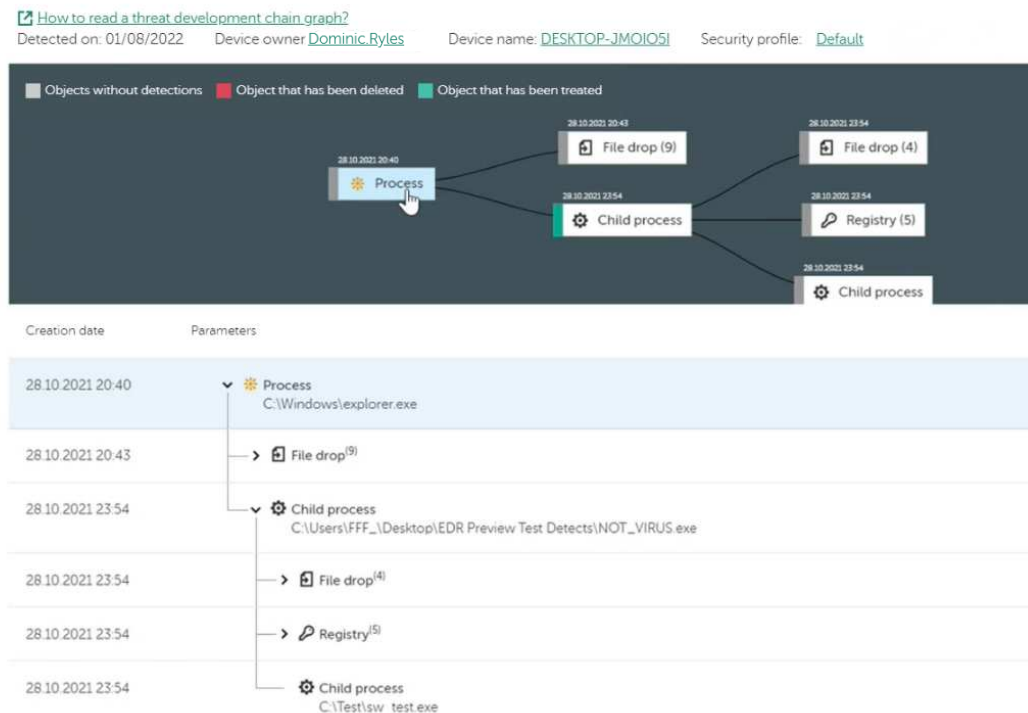 How to read a threat development chain graph?
Detected on: 01/08/2022 Device owner Dominic.Ryles Device name: DESKTOP-JMOIO5I Security profile: Default
Objects without detections Object that has been deleted Object that has been treated
28.10.2021 20:43 28.10.2021 23:54
File drop (9) File drop (4)
28.10.2021 20:40
Process
28.10.2021 23:54 28.10.2021 23:54
Child process Registry (5)
28.10.2021 23:54
Child process
Creation date Parameters
28.10.2021 20:40 Process
C:\Windows\explorer.exe
28.10.2021 20:43 File drop(9)
28.10.2021 23:54 Child process
C:\Users\FFF_\Desktop\EDR Preview Test Detects\NOT_VIRUS.exe
28.10.2021 23:54 File drop(4)
28.10.2021 23:54 Registry(5)
28.10.2021 23:54 Child process
C:\Test\sw_test.exe